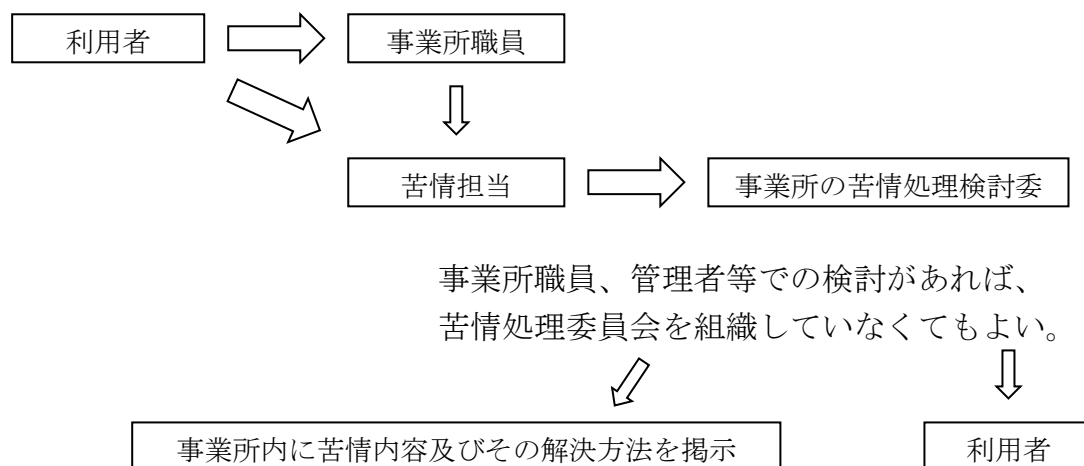 利用者
事業所職員
苦情担当
事業所の苦情処理検討委
事業所職員、管理者等での検討があれば、
苦情処理委員会を組織していなくてもよい。
事業所内に苦情内容及びその解決方法を掲示
利用者